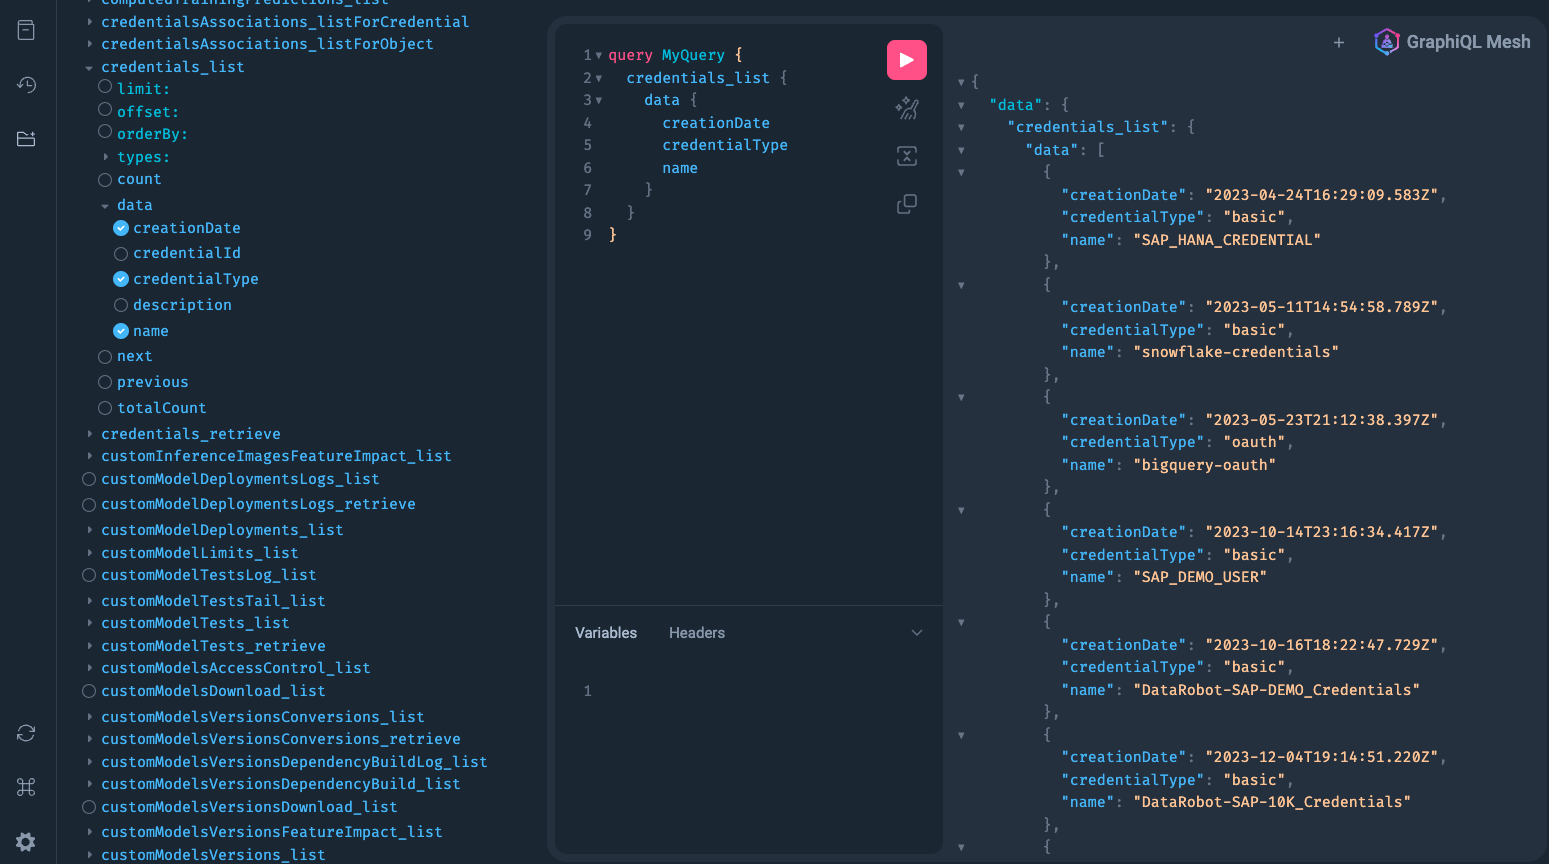 computedTrainingPredictions_list
credentialsAssociations_listForCredential
credentialsAssociations_listForObject
credentials_list
limit:
offset:
orderBy:
types:
count
data
creationDate
credentialId
credentialType
description
name
next
previous
totalCount
credentials_retrieve
customInferenceImagesFeatureImpact_list
customModelDeploymentsLogs_list
customModelDeploymentsLogs_retrieve
customModelDeployments_list
customModelLimits_list
customModelTestsLog_list
customModelTestsTail_list
customModelTests_list
customModelTests_retrieve
customModelsAccessControl_list
customModelsDownload_list
customModelsVersionsConversions_list
customModelsVersionsConversions_retrieve
customModelsVersionsDependencyBuildLog_list
customModelsVersionsDependencyBuild_list
customModelsVersionsDownload_list
customModelsVersionsFeatureImpact_list
customModelsVersions_list
1 query MyQuery {
2 credentials_list {
3 data {
4 creationDate
5 credentialType
6 name
7 }
8 }
9 }
Variables Headers
1
+ GraphiQL Mesh
{
"data": {
"credentials_list": {
"data": [
{
"creationDate": "2023-04-24T16:29:09.583Z",
"credentialType": "basic",
"name": "SAP_HANA_CREDENTIAL"
},
{
"creationDate": "2023-05-11T14:54:58.789Z",
"credentialType": "basic",
"name": "snowflake-credentials"
},
{
"creationDate": "2023-05-23T21:12:38.397Z",
"credentialType": "oauth",
"name": "bigquery-oauth"
},
{
"creationDate": "2023-10-14T23:16:34.417Z",
"credentialType": "basic",
"name": "SAP_DEMO_USER"
},
{
"creationDate": "2023-10-16T18:22:47.729Z",
"credentialType": "basic",
"name": "DataRobot-SAP-DEMO_Credentials"
},
{
"creationDate": "2023-12-04T19:14:51.220Z",
"credentialType": "basic",
"name": "DataRobot-SAP-10K_Credentials"
},
{